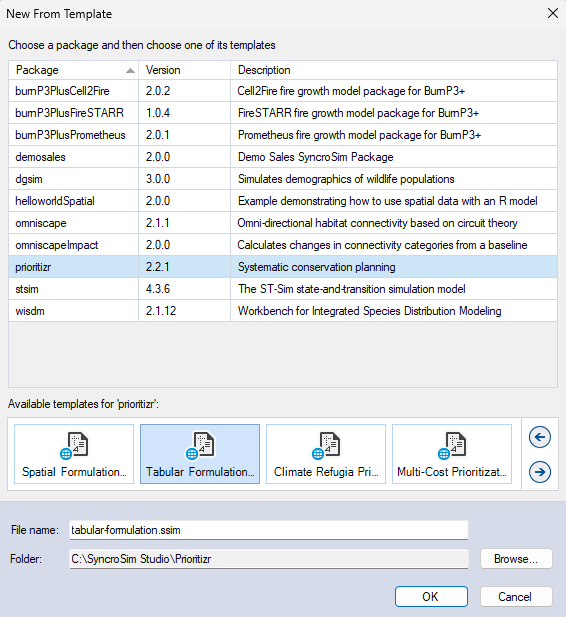 New From Template
Choose a package and then choose one of its templates
Package Version Description
burnP3PlusCell2Fire 2.0.2 Cell2Fire fire growth model package for BurnP3+
burnP3PlusFireSTARR 1.0.4 FireSTARR fire growth model package for BurnP3+
burnP3PlusPrometheus 2.0.1 Prometheus fire growth model package for BurnP3+
demosales 2.0.0 Demo Sales SyncroSim Package
dgsim 3.0.0 Simulates demographics of wildlife populations
helloworldSpatial 2.0.0 Example demonstrating how to use spatial data with an R model
omniscape 2.1.1 Omni-directional habitat connectivity based on circuit theory
omniscapeImpact 2.0.0 Calculates changes in connectivity categories from a baseline
prioritizr 2.2.1 Systematic conservation planning
stsim 4.3.6 The ST-Sim state-and-transition simulation model
wisdm 2.1.12 Workbench for Integrated Species Distribution Modeling
Available templates for 'prioritizr':
Spatial Formulation... Tabular Formulation... Climate Refugia Pri... Multi-Cost Prioritizat...
File name: tabular-formulation.ssim
Folder: C:\SyncroSim Studio\Prioritizr Browse...
OK Cancel